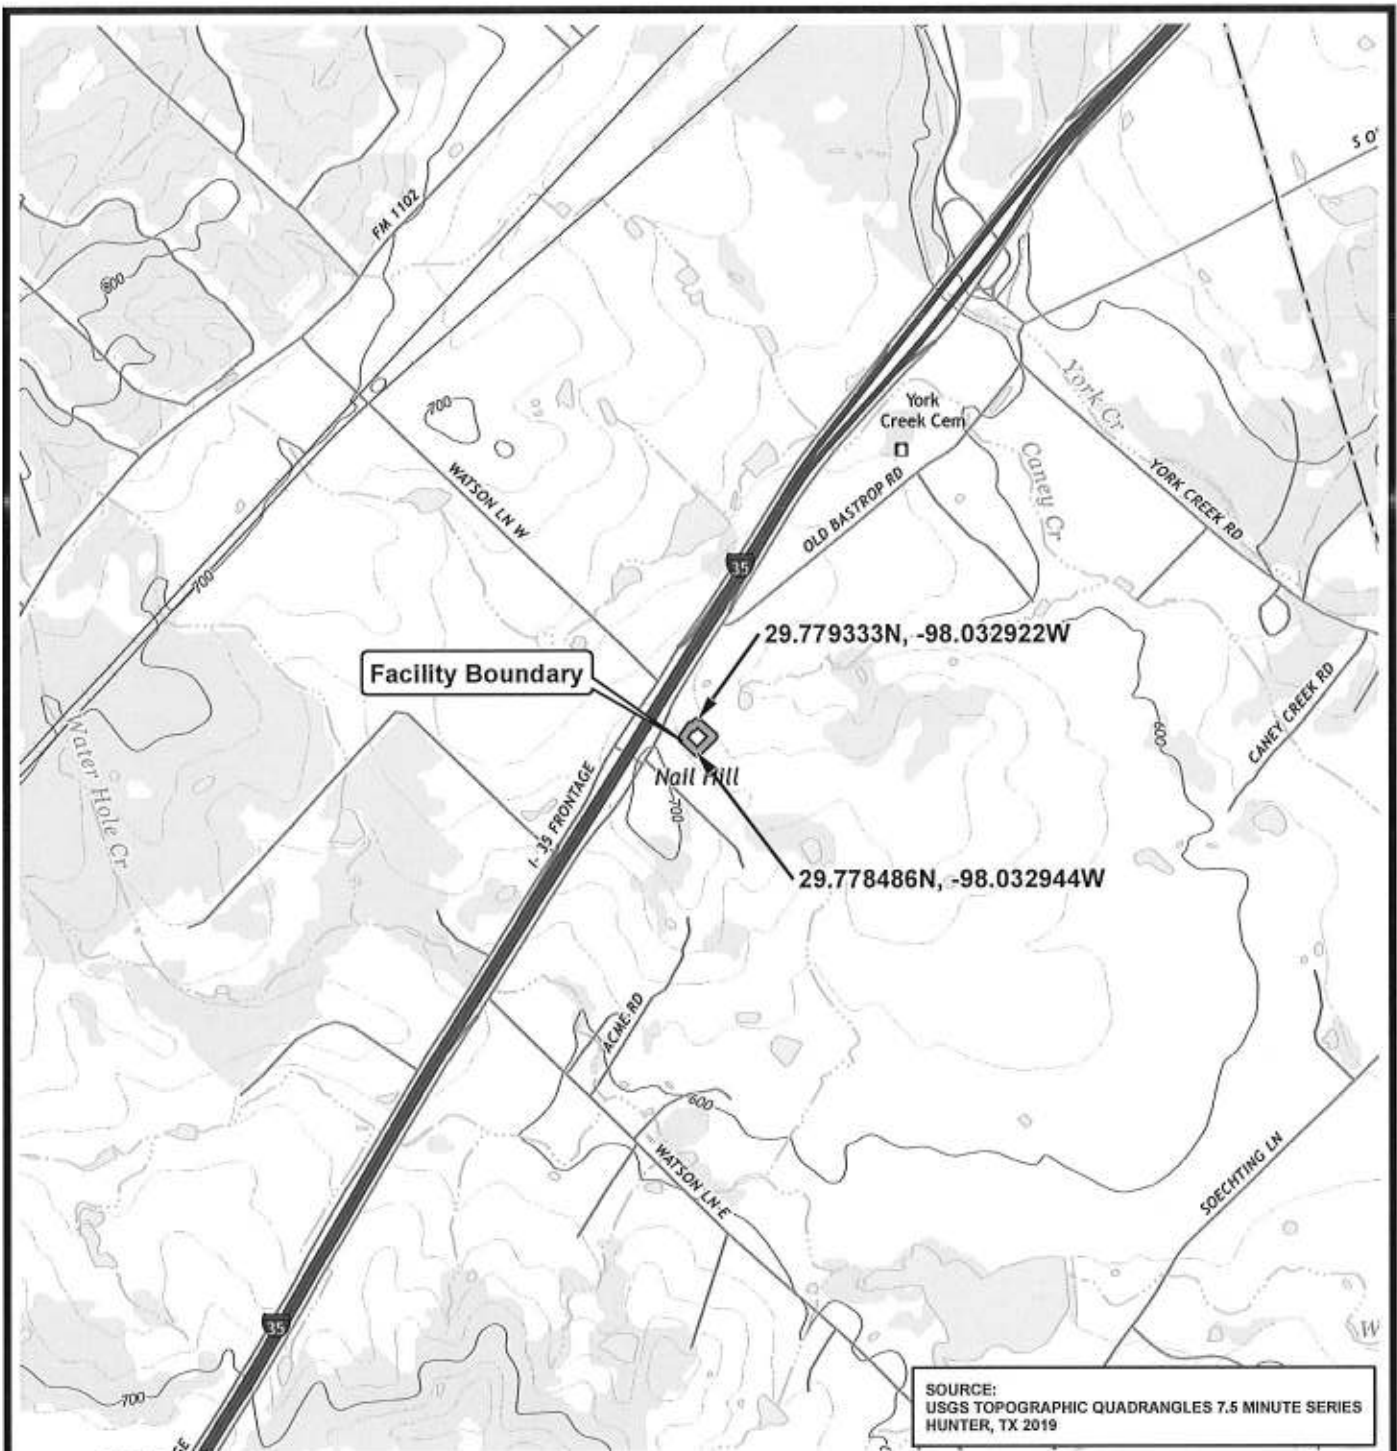 S O'
FM 1102
800
York Cr
700
York
Creek Cem
WATSON LN W
Caney Cr
YORK CREEK RD
OLD BASTROP RD
35
700
29.779333N, -98.032922W
Facility Boundary
CANEY CREEK RD
600
Water Hole Cr
Nail Hill
700
I- 35 FRONTAGE
29.778486N, -98.032944W
ACME RD
600
WATSON LN E
SOECHTING LN
35
W
700
SOURCE:
USGS TOPOGRAPHIC QUADRANGLES 7.5 MINUTE SERIES
HUNTER, TX 2019
GE